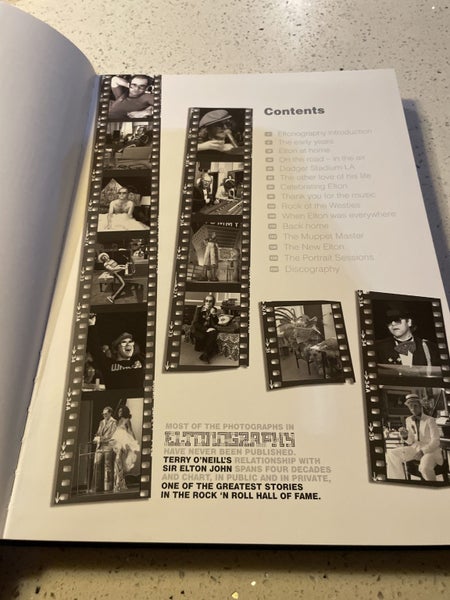 Contents
Eltonography introduction
The early years
Elton at home
On the road – in the air
Dodger Stadium LA
The other love of his life
Celebrating Elton
Thank you for the music
Rock of the Westies
When Elton was everywhere
Back home
The Muppet Master
The New Elton
The Portrait Sessions
Discography
TOMMY
MOST OF THE PHOTOGRAPHS IN
ELTONOGRAPHY
HAVE NEVER BEEN PUBLISHED.
TERRY O'NEILL'S RELATIONSHIP WITH
SIR ELTON JOHN SPANS FOUR DECADES
AND CHART, IN PUBLIC AND IN PRIVATE,
ONE OF THE GREATEST STORIES
IN THE ROCK 'N ROLL HALL OF FAME.